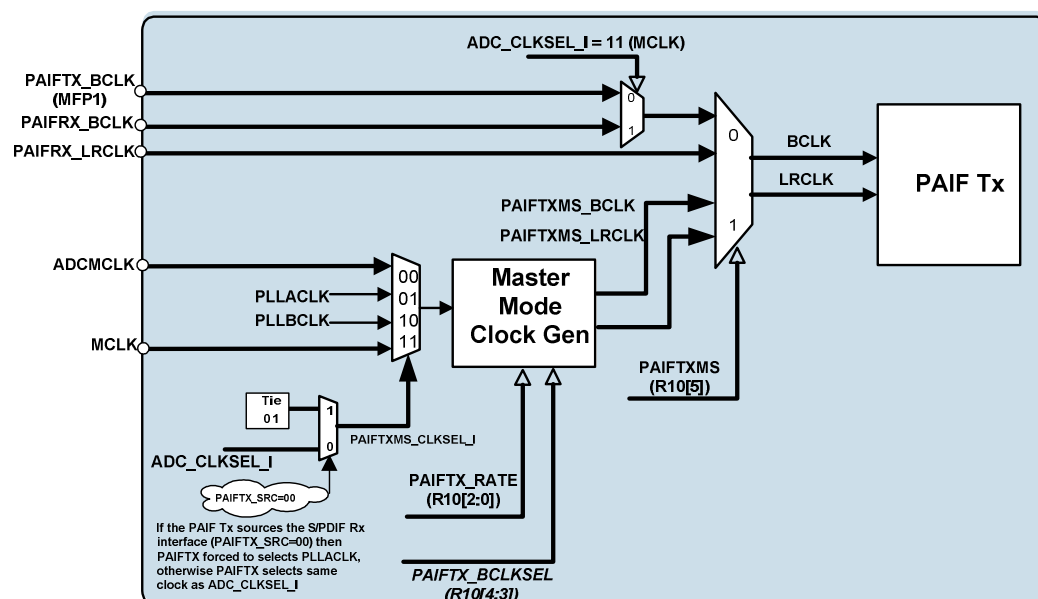 ADC_CLKSEL_I = 11 (MCLK)
PAIFTX_BCLK
(MFP1)
PAIFRX_BCLK
PAIFRX_LRCLK
0
1
0
1
BCLK
LRCLK
PAIF Tx
PAIFTXMS_BCLK
PAIFTXMS_LRCLK
ADCMCLK
PLLACLK
PLLBCLK
MCLK
00
01
10
11
Master
Mode
Clock Gen
PAIFTXMS
(R10[5])
Tie
01
1
0
PAIFTXMS_CLKSEL_I
ADC_CLKSEL_I
PAIFTX_SRC=00
PAIFTX_RATE
(R10[2:0])
If the PAIF Tx sources the S/PDIF Rx
interface (PAIFTX_SRC=00) then
PAIFTX forced to selects PLLACLK,
otherwise PAIFTX selects same
clock as ADC_CLKSEL_I
PAIFTX_BCLKSEL
(R10[4:3])